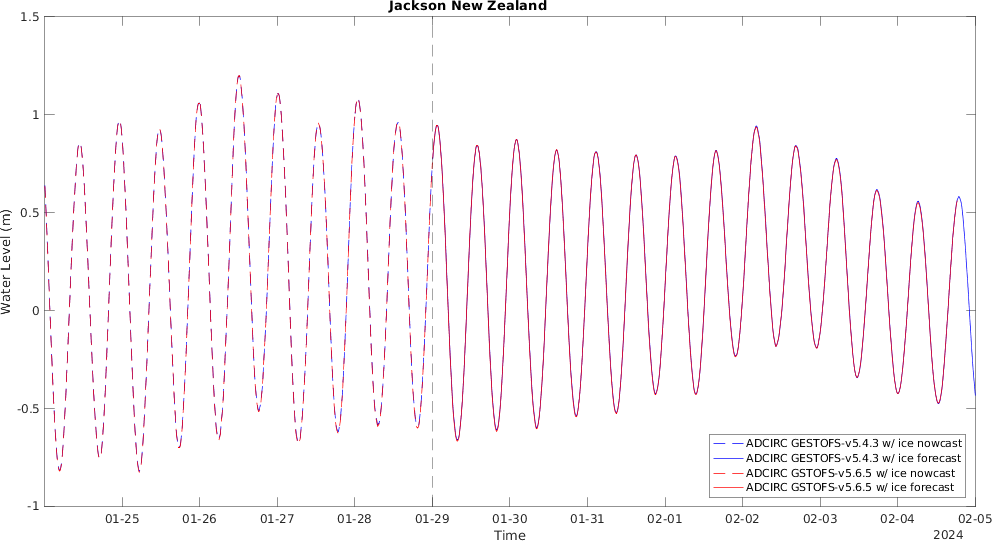 Jackson New Zealand
Water Level (m)
1.5
1
0.5
0
-0.5
-1
01-25 01-26 01-27 01-28 01-29 01-30 01-31 02-01 02-02 02-03 02-04 02-05
Time
2024
ADCIRC GESTOFS-v5.4.3 w/ ice nowcast
ADCIRC GESTOFS-v5.4.3 w/ ice forecast
ADCIRC GSTOFS-v5.6.5 w/ ice nowcast
ADCIRC GSTOFS-v5.6.5 w/ ice forecast